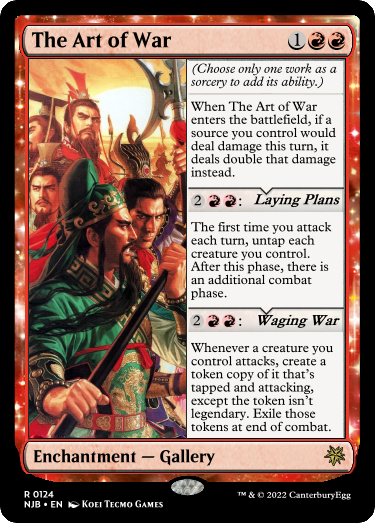 The Art of War 1
(Choose only one work as a
sorcery to add its ability.)
When The Art of War
enters the battlefield, if a
source you control would
deal damage this turn, it
deals double that damage
instead.
2 : Laying Plans
The first time you attack
each turn, untap each
creature you control.
After this phase, there is
an additional combat
phase.
2 : Waging War
Whenever a creature you
control attacks, create a
token copy of it that's
tapped and attacking,
except the token isn't
legendary. Exile those
tokens at end of combat.
Enchantment — Gallery
R 0124
NJB • EN Koei Tecmo Games
™ & © 2022 CanterburyEgg